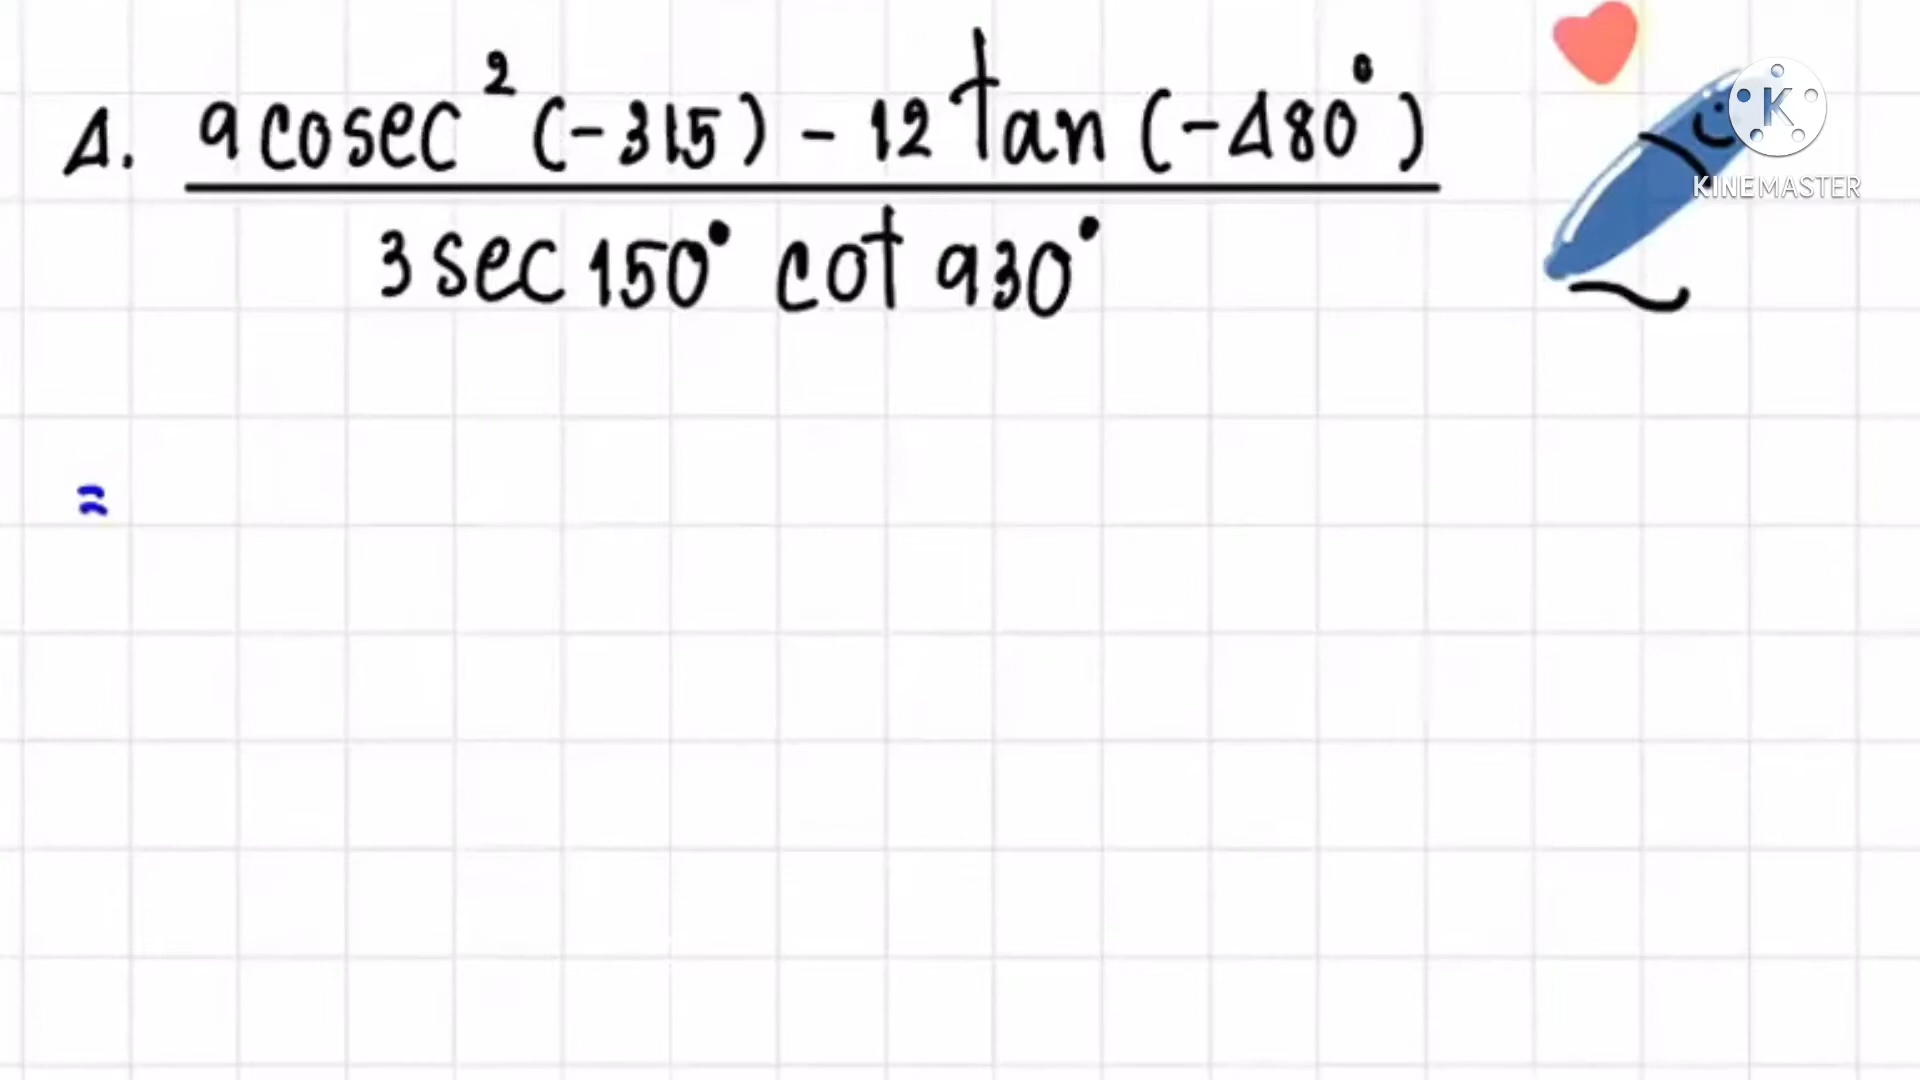 4. 9 cosec² (-315) - 12 tan (-480°)
3 sec 150° cot 930°
=
K
KINEMASTER